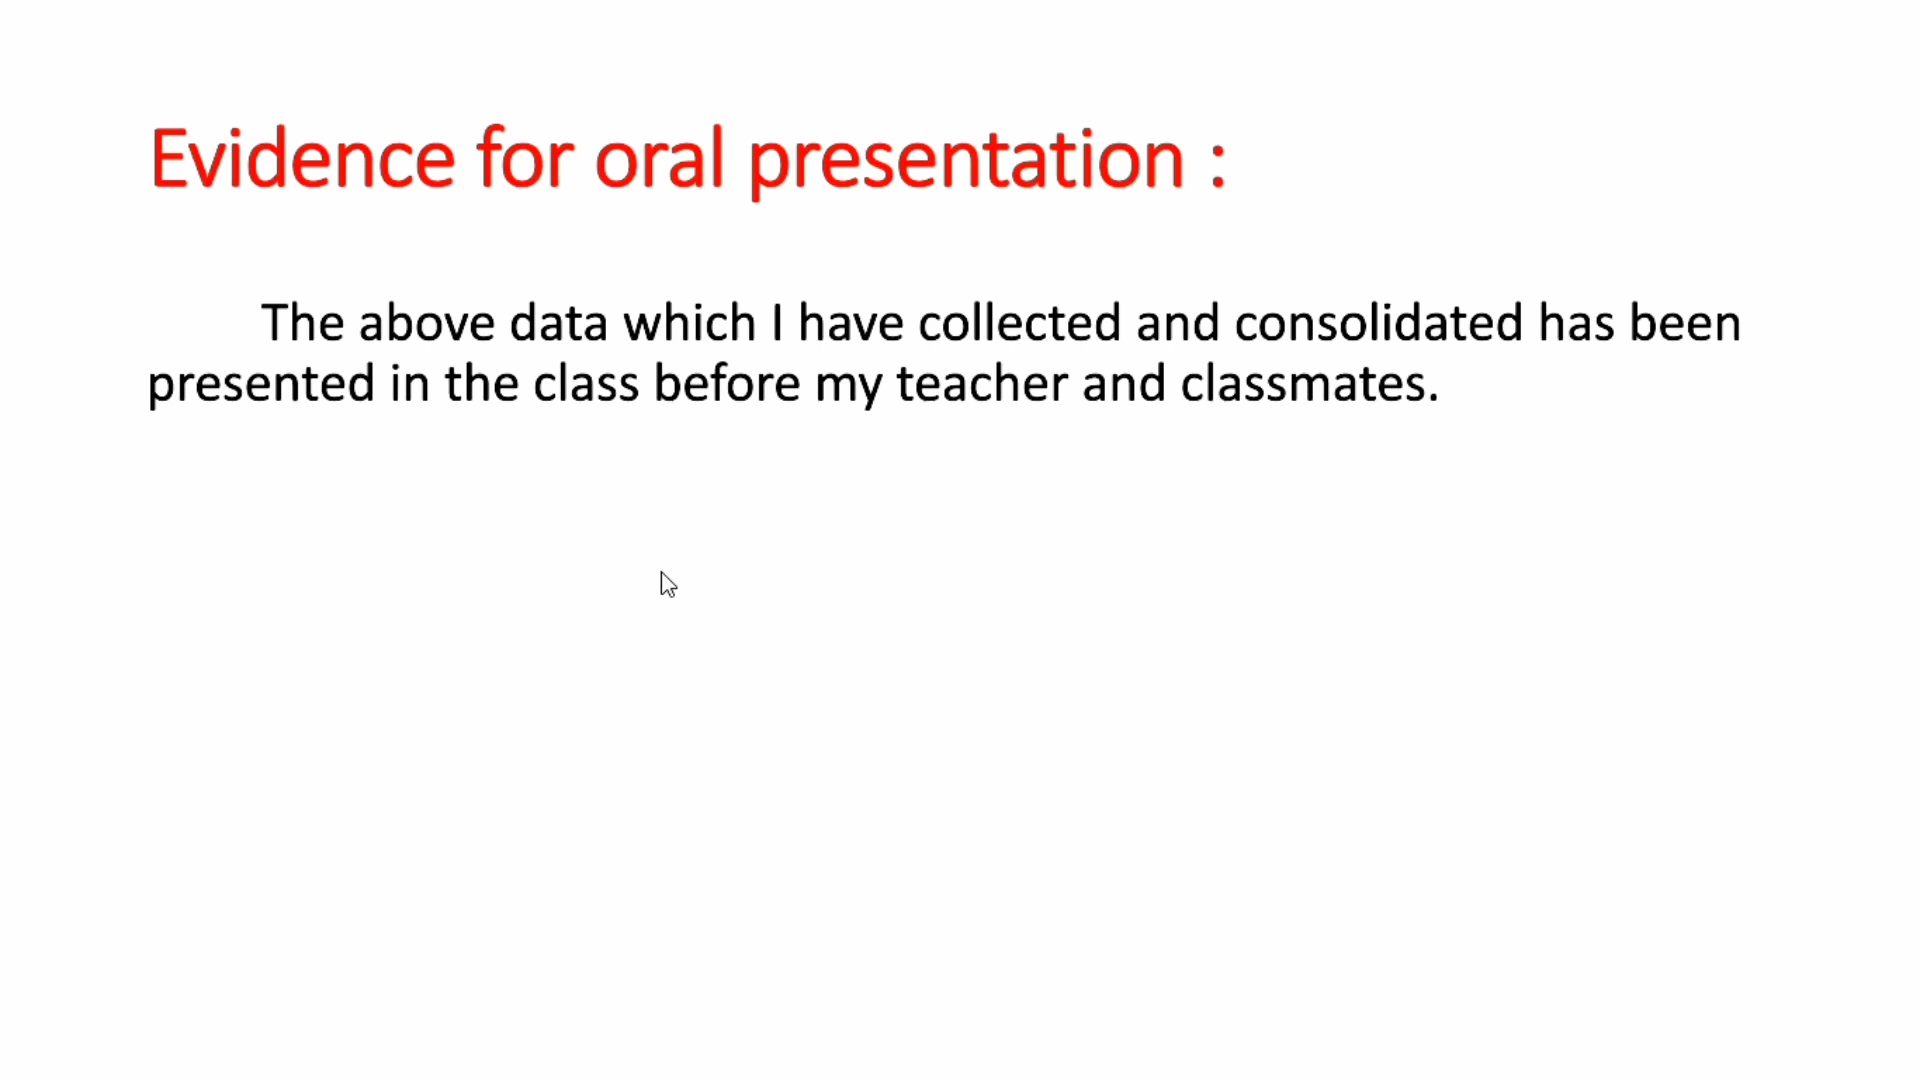 Evidence for oral presentation :
The above data which I have collected and consolidated has been
presented in the class before my teacher and classmates.